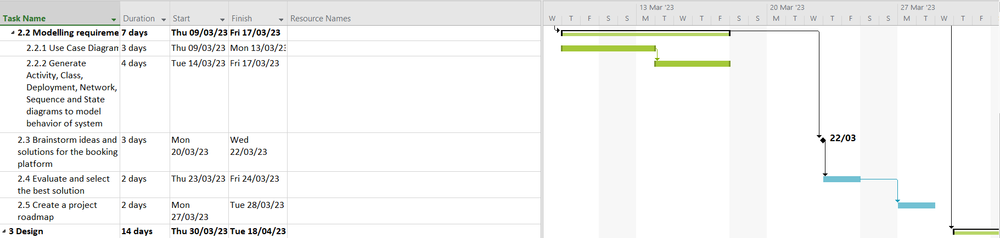 13 Mar '23 20 Mar '23 27 Mar '23
Task Name Duration Start Finish Resource Names W T F S S M T W T F S S M T W T F S S M T W T F
2.2 Modelling requireme 7 days Thu 09/03/23 Fri 17/03/23
2.2.1 Use Case Diagram 3 days Thu 09/03/23 Mon 13/03/23
2.2.2 Generate 4 days Tue 14/03/23 Fri 17/03/23
Activity, Class,
Deployment, Network,
Sequence and State
diagrams to model
behavior of system
2.3 Brainstorm ideas and 3 days Mon Wed 22/03
solutions for the booking 20/03/23 22/03/23
platform
2.4 Evaluate and select 2 days Thu 23/03/23 Fri 24/03/23
the best solution
2.5 Create a project 2 days Mon Tue 28/03/23
roadmap 27/03/23
3 Design 14 days Thu 30/03/23 Tue 18/04/23